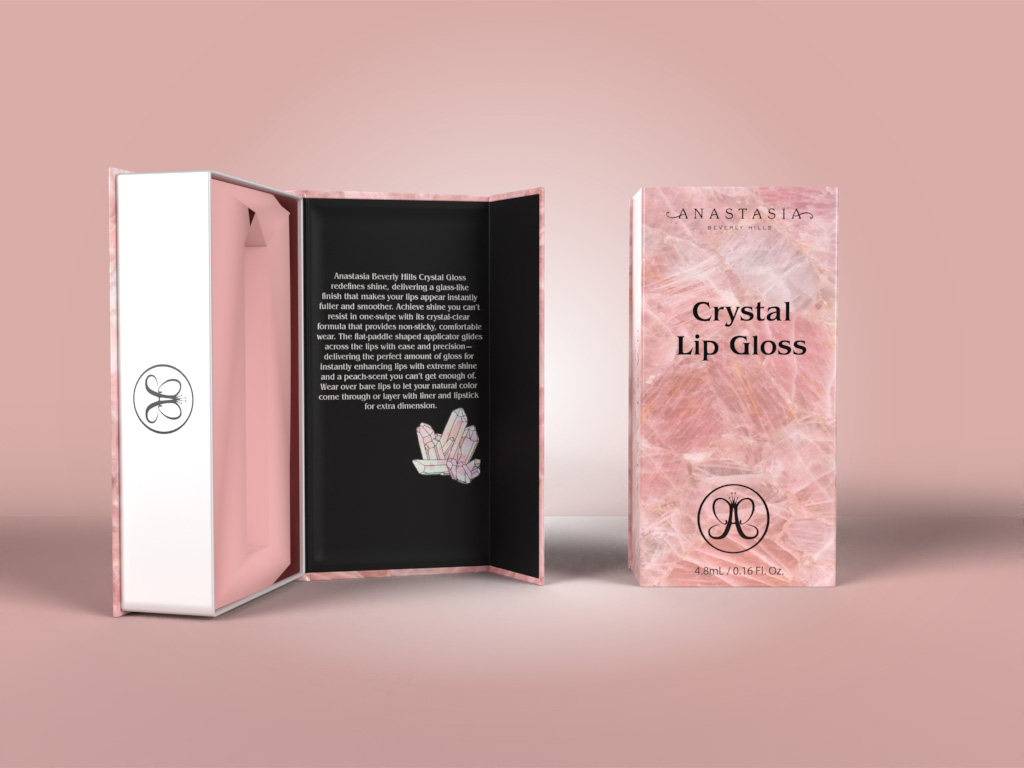 Anastasia Beverly Hills Crystal Gloss
redefines shine, delivering a glass-like
finish that makes your lips appear instantly
fuller and smoother. Achieve shine you can't
resist in one-swipe with its crystal-clear
formula that provides non-sticky, comfortable
wear. The flat-paddle shaped applicator glides
across the lips with ease and precision—
delivering the perfect amount of gloss for
instantly enhancing lips with extreme shine
and a peach-scent you can't get enough of.
Wear over bare lips to let your natural color
come through or layer with liner and lipstick
for extra dimension.
ANASTASIA
BEVERLY HILLS
Crystal
Lip Gloss
4.8mL / 0.16 Fl. Oz.